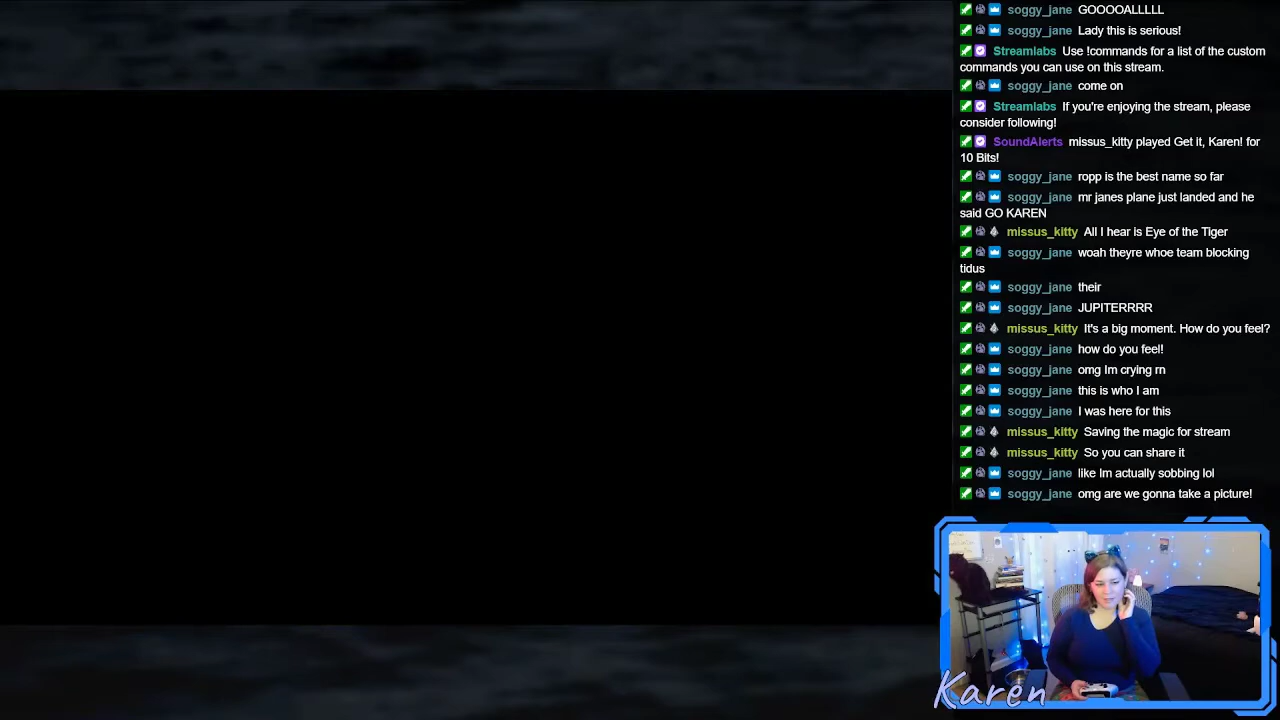 soggy_jane GOOOOALLLLL
soggy_jane Lady this is serious!
Streamlabs Use !commands for a list of the custom
commands you can use on this stream.
soggy_jane come on
Streamlabs If you're enjoying the stream, please
consider following!
SoundAlerts missus_kitty played Get it, Karen! for
10 Bits!
soggy_jane ropp is the best name so far
soggy_jane mr janes plane just landed and he
said GO KAREN
missus_kitty All I hear is Eye of the Tiger
soggy_jane woah theyre whoe team blocking
tidus
soggy_jane their
soggy_jane JUPITERRRR
missus_kitty It's a big moment. How do you feel?
soggy_jane how do you feel!
soggy_jane omg Im crying rn
soggy_jane this is who I am
soggy_jane I was here for this
missus_kitty Saving the magic for stream
missus_kitty So you can share it
soggy_jane like Im actually sobbing lol
soggy_jane omg are we gonna take a picture!
Karen